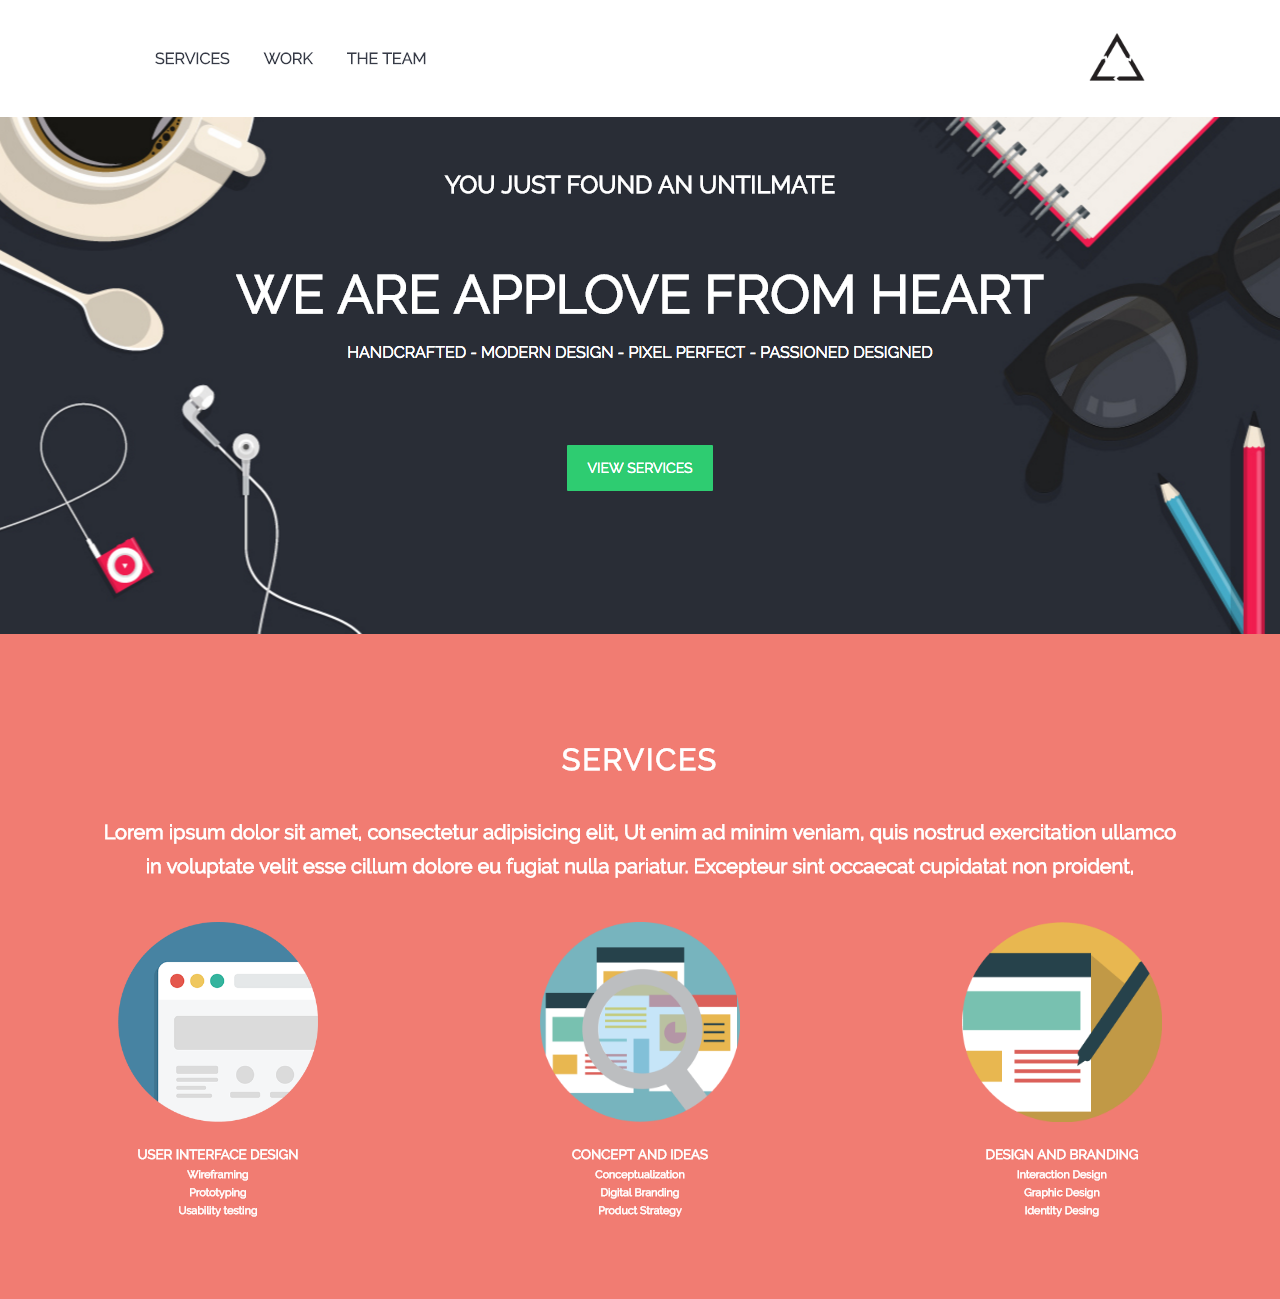 SERVICES WORK THE TEAM
YOU JUST FOUND AN UNTILMATE
WE ARE APPLOVE FROM HEART
HANDCRAFTED - MODERN DESIGN - PIXEL PERFECT - PASSIONED DESIGNED
VIEW SERVICES
SERVICES
Lorem ipsum dolor sit amet, consectetur adipisicing elit, Ut enim ad minim veniam, quis nostrud exercitation ullamco
in voluptate velit esse cillum dolore eu fugiat nulla pariatur. Excepteur sint occaecat cupidatat non proident,
USER INTERFACE DESIGN
Wireframing
Prototyping
Usability testing
CONCEPT AND IDEAS
Conceptualization
Digital Branding
Product Strategy
DESIGN AND BRANDING
Interaction Design
Graphic Design
Identity Desing